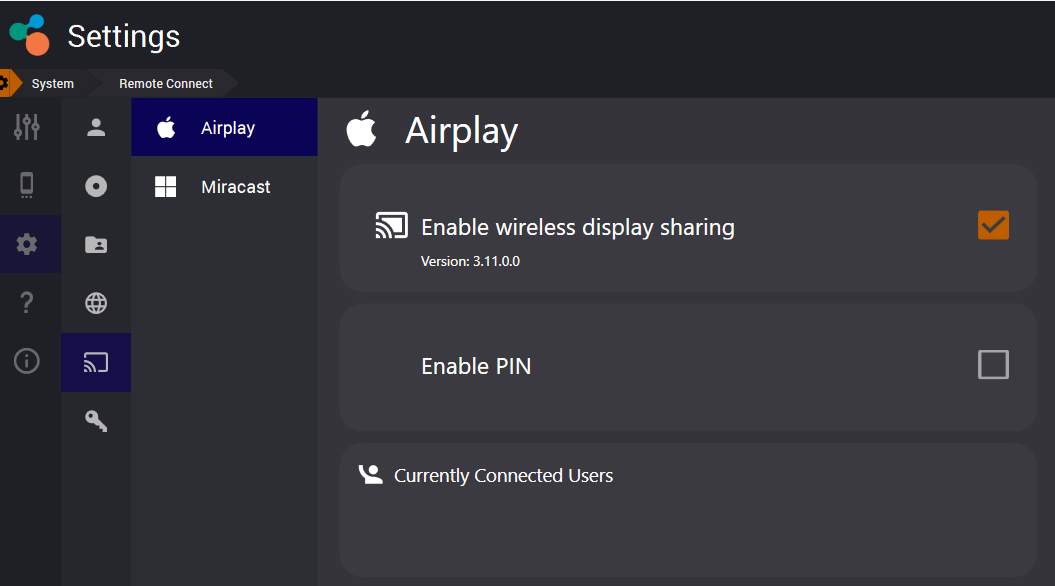 Settings
System
Remote Connect
Airplay
Miracast
Airplay
Enable wireless display sharing
Version: 3.11.0.0
Enable PIN
Currently Connected Users